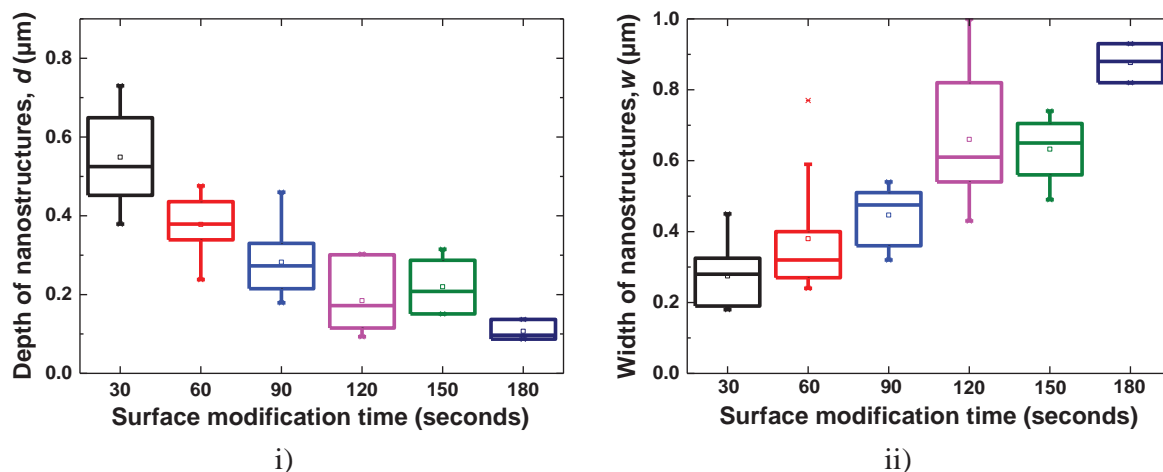 Depth of nanostructures, d (μm)
0.8
0.6
0.4
0.2
0.0
30 60 90 120 150 180
Surface modification time (seconds)
i)
Width of nanostructures, w (μm)
1.0
0.8
0.6
0.4
0.2
0.0
30 60 90 120 150 180
Surface modification time (seconds)
ii)